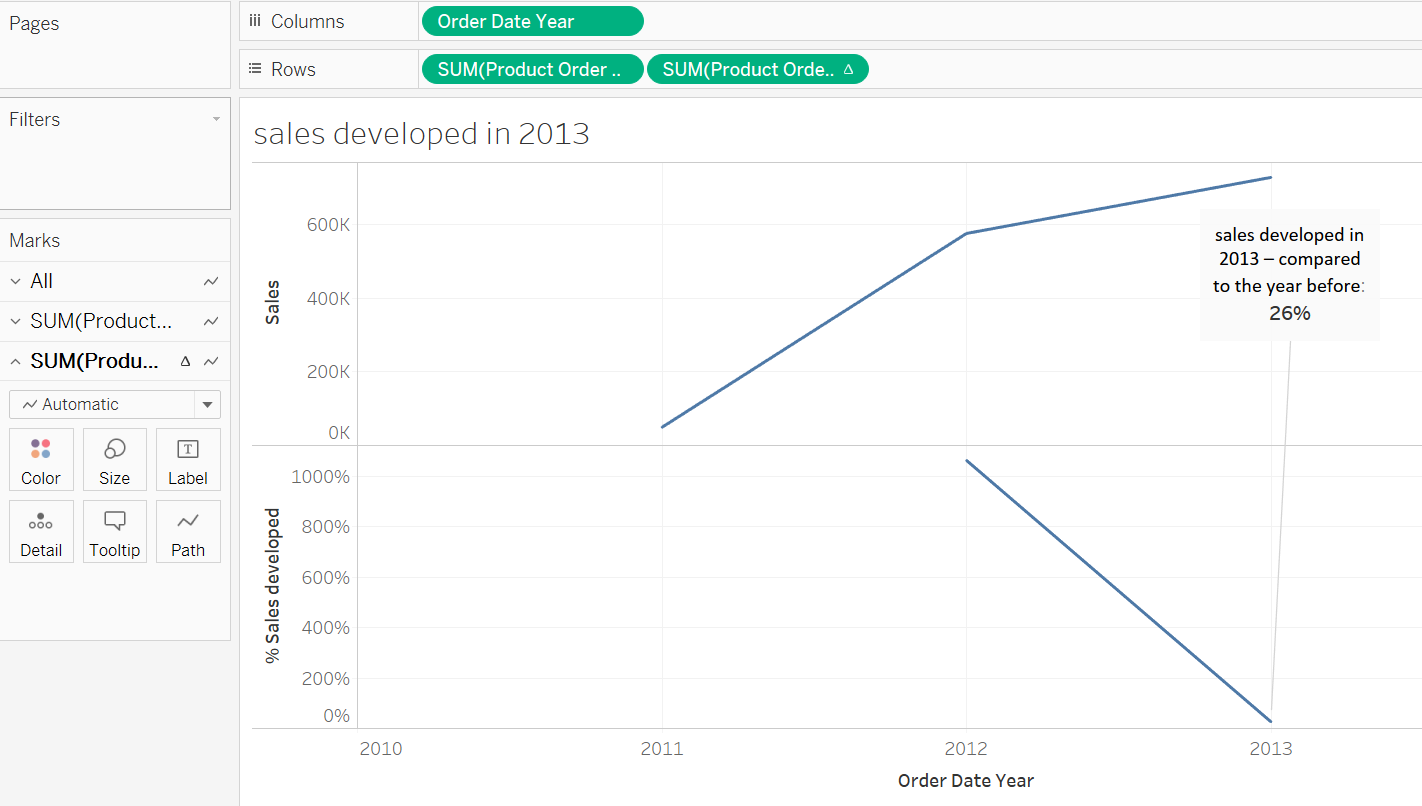 Pages
Columns
Order Date Year
Rows
SUM(Product Order ..
SUM(Product Orde.. Δ
Filters
Marks
All
SUM(Product...
SUM(Produ... Δ
Automatic
Color
Size
T
Label
Detail
Tooltip
Path
sales developed in 2013
Sales
600K
400K
200K
0K
sales developed in
2013 – compared
to the year before:
26%
% Sales developed
1000%
800%
600%
400%
200%
0%
2010
2011
2012
2013
Order Date Year